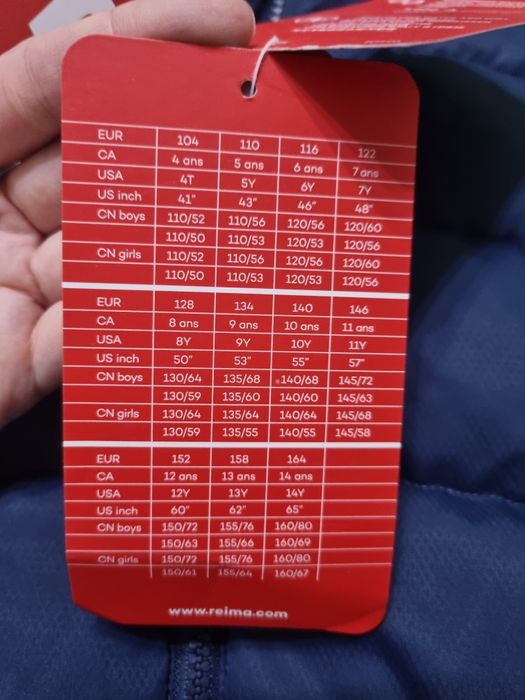 EUR 104 110 116 122
CA 4 ans 5 ans 6 ans 7 ans
USA 4T 5Y 6Y 7Y
US inch 41" 43" 46" 48"
CN boys 110/52 110/56 120/56 120/60
110/50 110/53 120/53 120/56
CN girls 110/52 110/56 120/56 120/60
110/50 110/53 120/53 120/56
EUR 128 134 140 146
CA 8 ans 9 ans 10 ans 11 ans
USA 8Y 9Y 10Y 11Y
US inch 50" 53" 55" 57"
CN boys 130/64 135/68 140/68 145/72
130/59 135/60 140/60 145/63
CN girls 130/64 135/64 140/64 145/68
130/59 135/55 140/55 145/58
EUR 152 158 164
CA 12 ans 13 ans 14 ans
USA 12Y 13Y 14Y
US inch 60" 62" 65"
CN boys 150/72 155/76 160/80
150/63 155/66 160/69
CN girls 150/72 155/76 160/80
150/61 155/64 160/67
www.reima.com